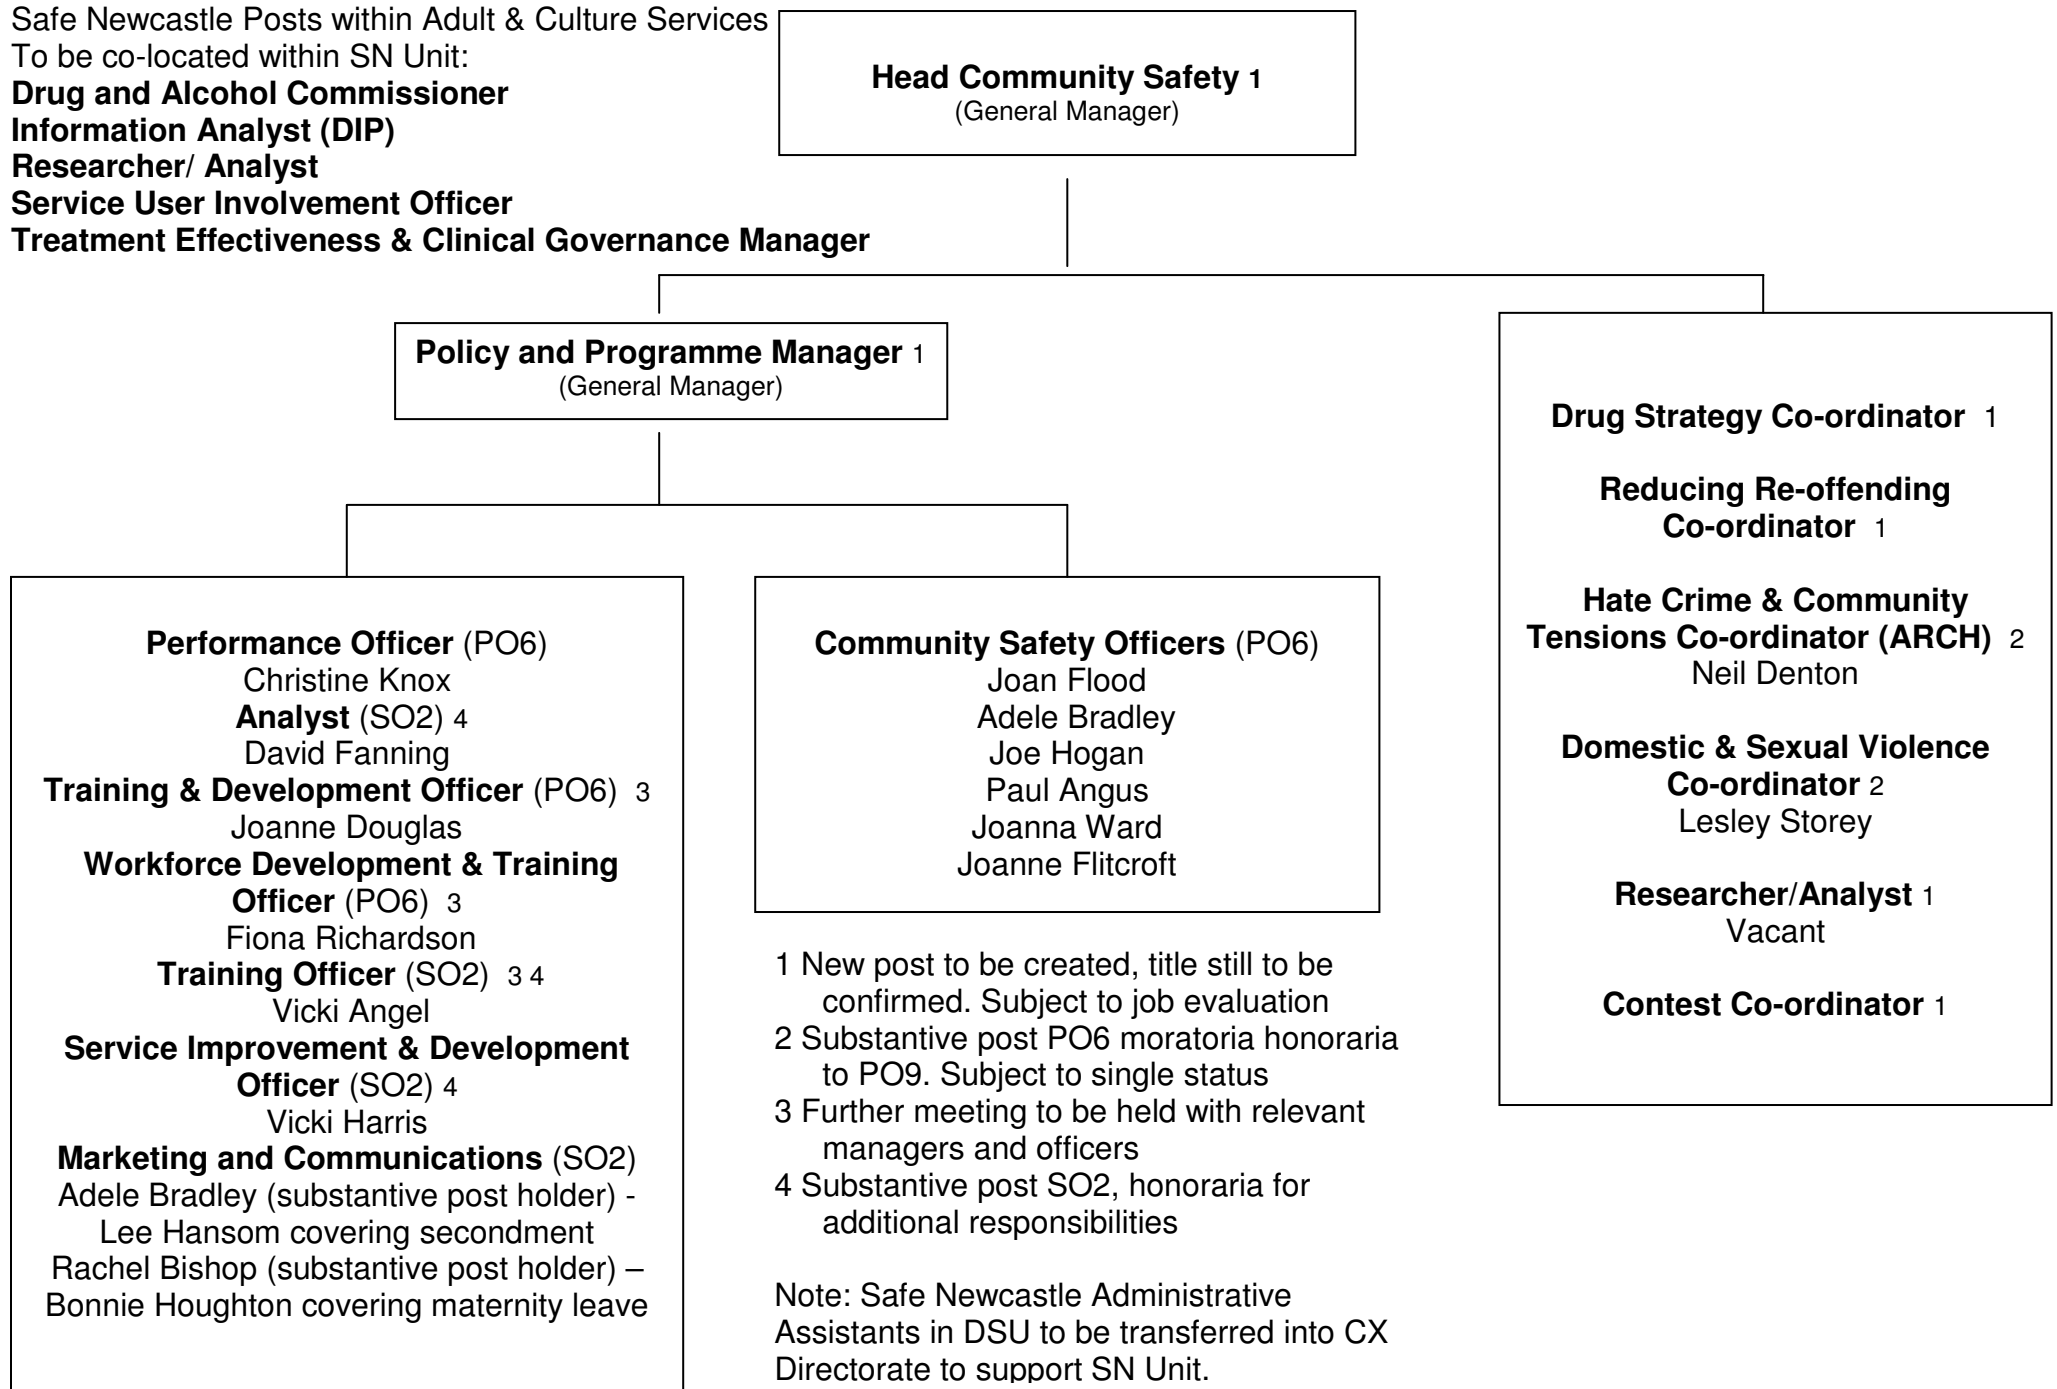 Safe Newcastle Posts within Adult & Culture Services
To be co-located within SN Unit:
Drug and Alcohol Commissioner
Information Analyst (DIP)
Researcher/ Analyst
Service User Involvement Officer
Treatment Effectiveness & Clinical Governance Manager
Head Community Safety 1
(General Manager)
Policy and Programme Manager 1
(General Manager)
Performance Officer (PO6)
Christine Knox
Analyst (SO2) 4
David Fanning
Training & Development Officer (PO6) 3
Joanne Douglas
Workforce Development & Training
Officer (PO6) 3
Fiona Richardson
Training Officer (SO2) 3 4
Vicki Angel
Service Improvement & Development
Officer (SO2) 4
Vicki Harris
Marketing and Communications (SO2)
Adele Bradley (substantive post holder) -
Lee Hansom covering secondment
Rachel Bishop (substantive post holder) –
Bonnie Houghton covering maternity leave
Community Safety Officers (PO6)
Joan Flood
Adele Bradley
Joe Hogan
Paul Angus
Joanna Ward
Joanne Flitcroft
1 New post to be created, title still to be
confirmed. Subject to job evaluation
2 Substantive post PO6 moratoria honoraria
to PO9. Subject to single status
3 Further meeting to be held with relevant
managers and officers
4 Substantive post SO2, honoraria for
additional responsibilities
Note: Safe Newcastle Administrative
Assistants in DSU to be transferred into CX
Directorate to support SN Unit.
Drug Strategy Co-ordinator 1
Reducing Re-offending
Co-ordinator 1
Hate Crime & Community
Tensions Co-ordinator (ARCH) 2
Neil Denton
Domestic & Sexual Violence
Co-ordinator 2
Lesley Storey
Researcher/Analyst 1
Vacant
Contest Co-ordinator 1